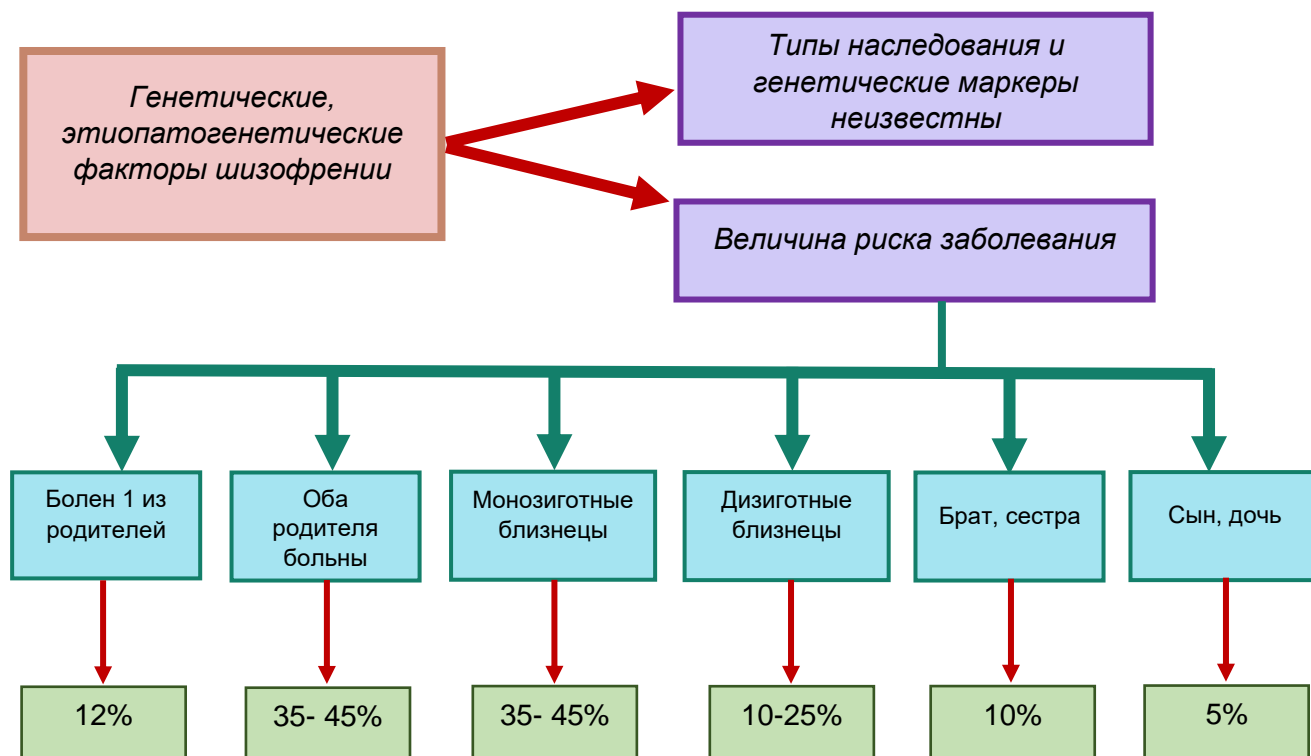 Генетические,
этиопатогенетические
факторы шизофрении
Типы наследования и
генетические маркеры
неизвестны
Величина риска заболевания
Болен 1 из
родителей
Оба
родителя
больны
Монозиготные
близнецы
Дизиготные
близнецы
Брат, сестра
Сын, дочь
12%
35- 45%
35- 45%
10-25%
10%
5%